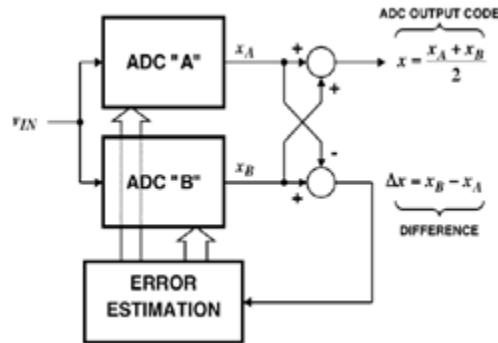 ADC OUTPUT CODE
ADC "A"
x_A
+
+
x = (x_A + x_B) / 2
v_IN
ADC "B"
x_B
-
+
Δx = x_B − x_A
DIFFERENCE
ERROR
ESTIMATION